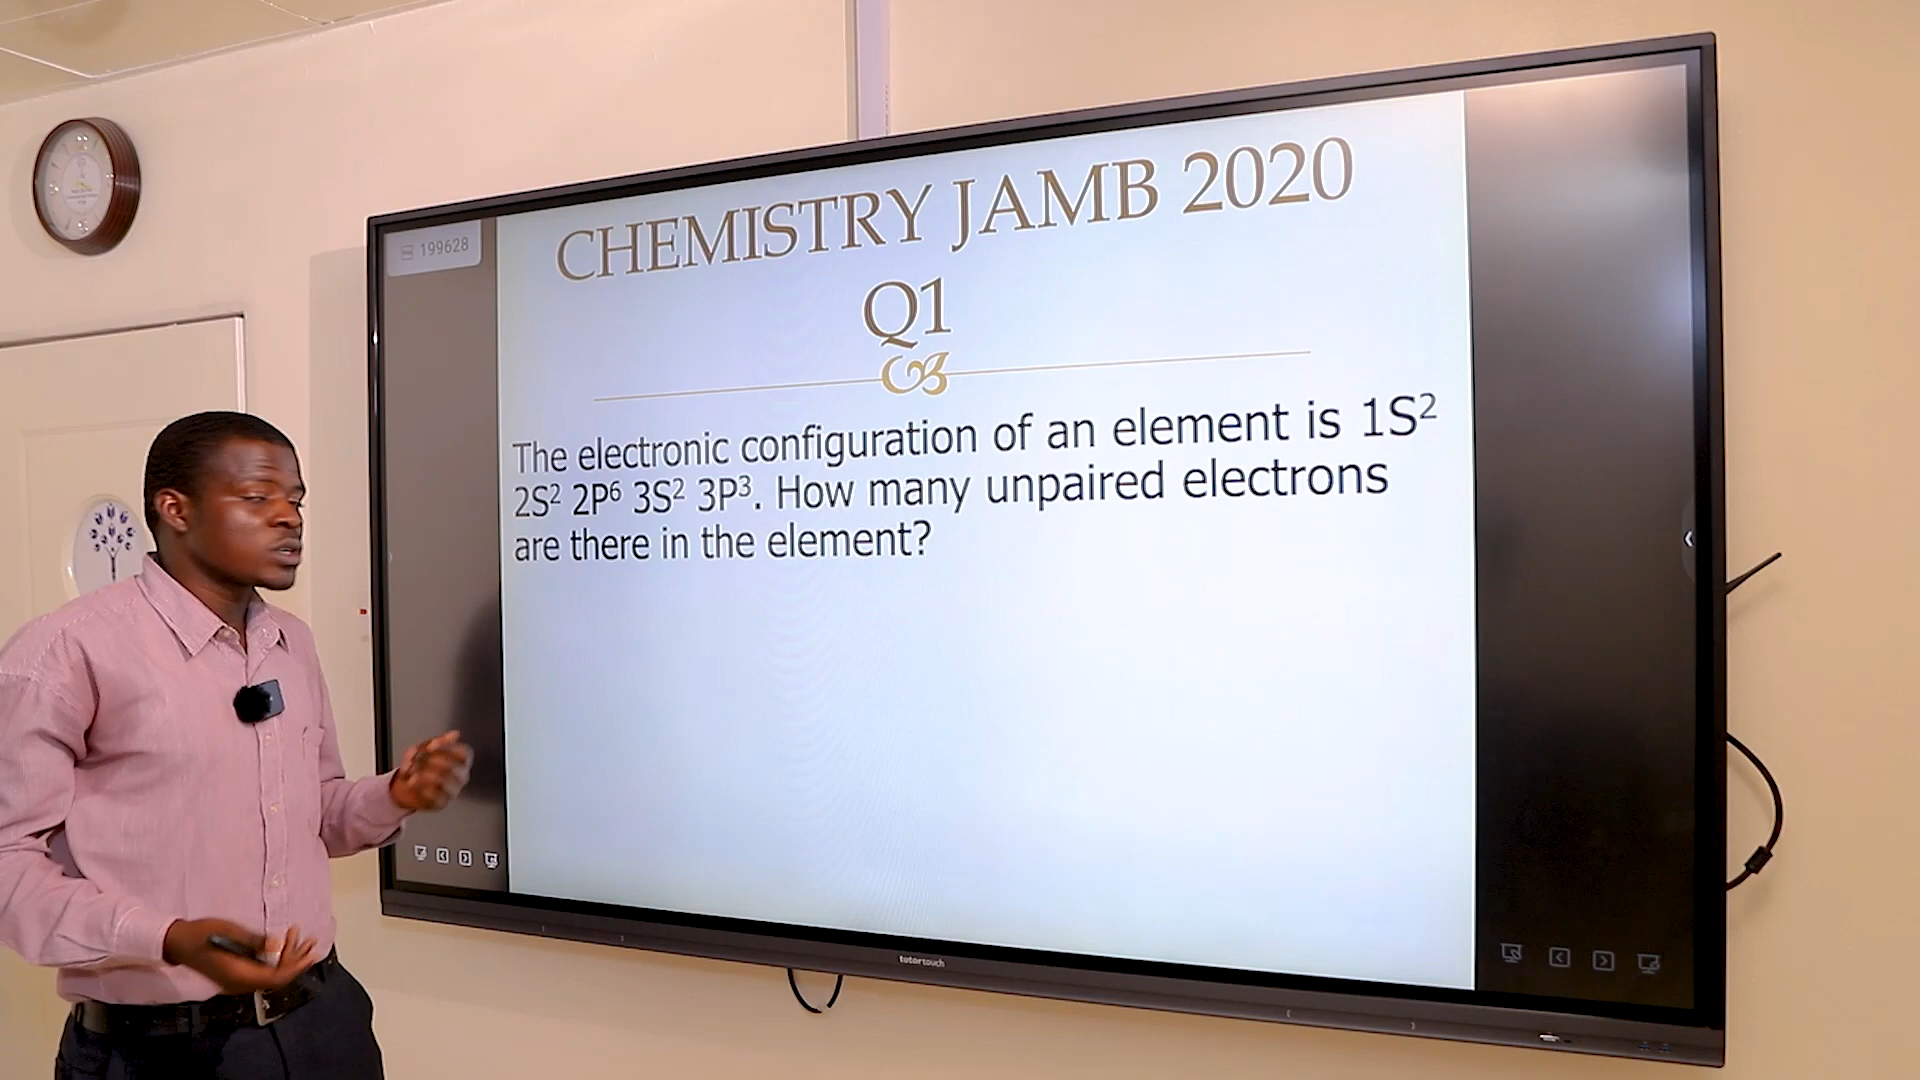 199628
CHEMISTRY JAMB 2020
Q1
The electronic configuration of an element is 1S²
2S² 2P⁶ 3S² 3P³. How many unpaired electrons
are there in the element?
tutortouch